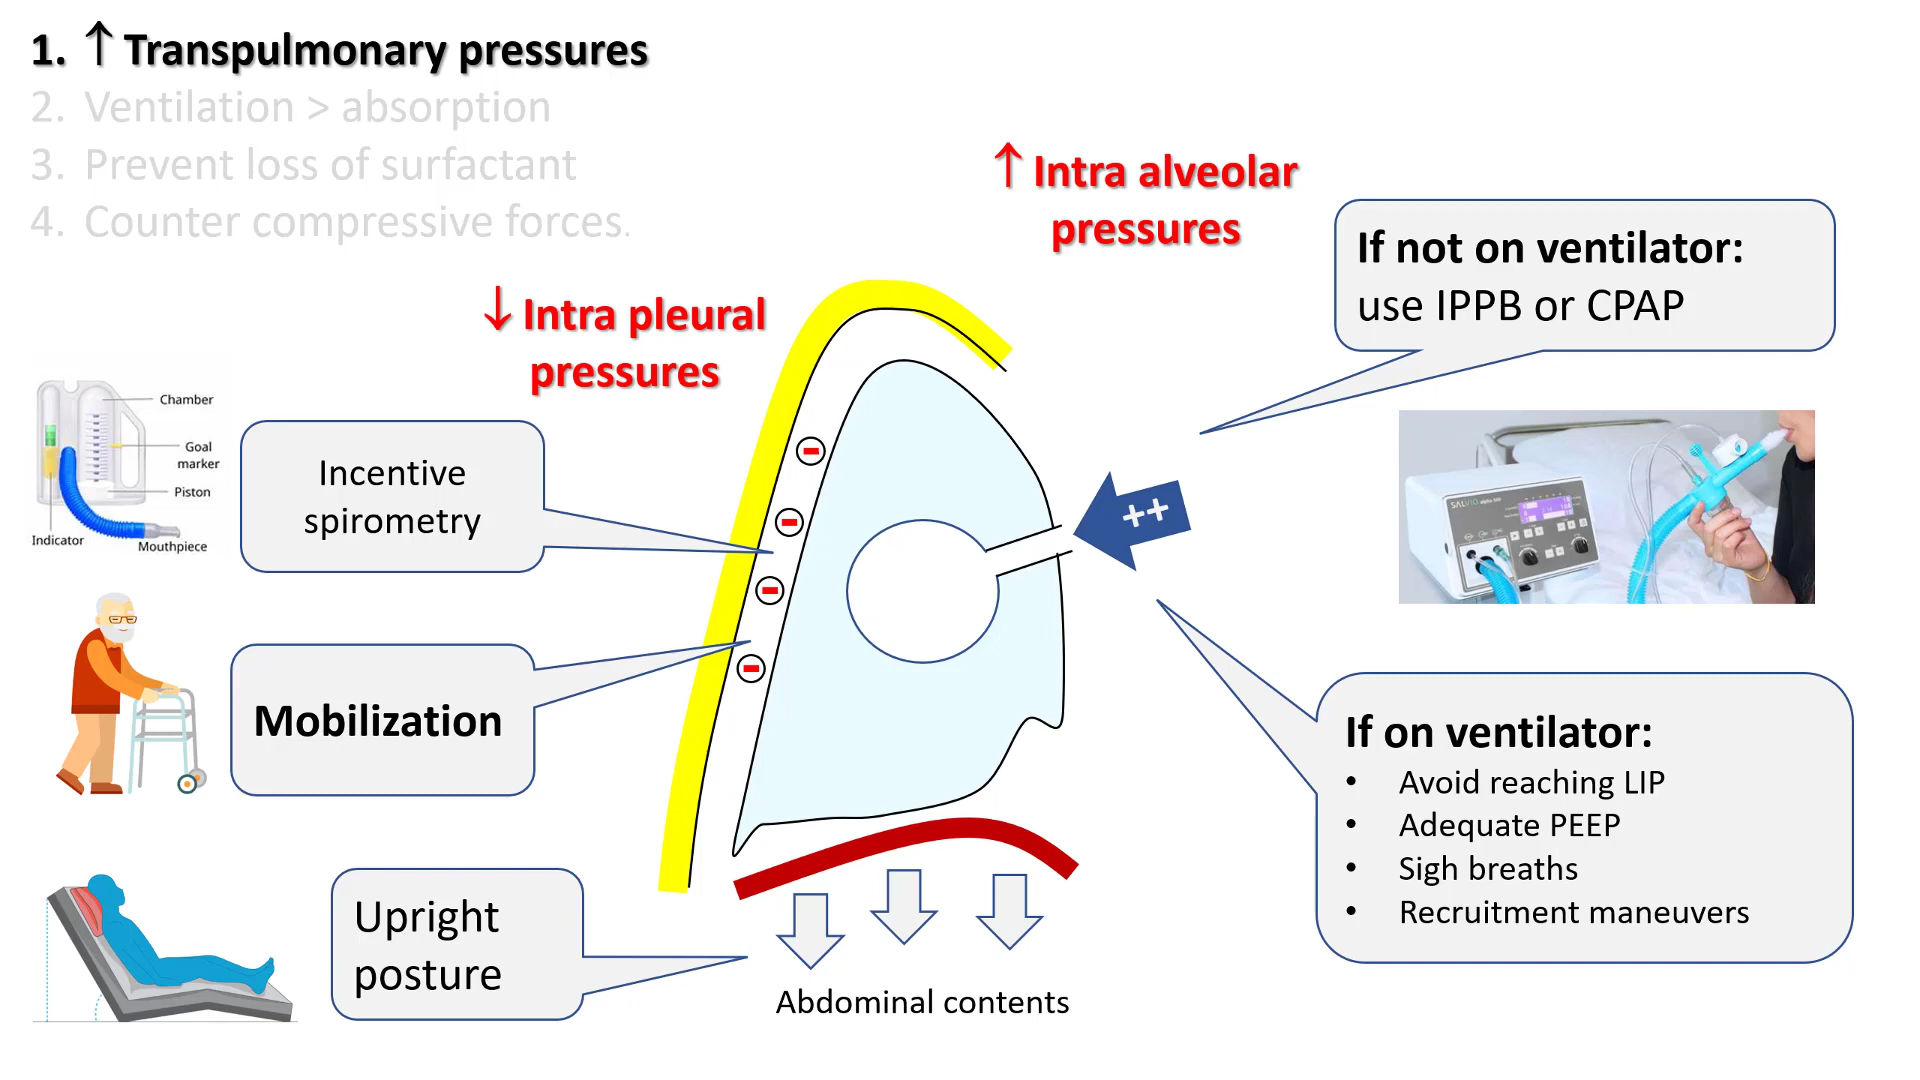 1. ↑ Transpulmonary pressures
2. Ventilation > absorption
3. Prevent loss of surfactant
4. Counter compressive forces.
↑ Intra alveolar
pressures
If not on ventilator:
use IPPB or CPAP
↓ Intra pleural
pressures
Chamber
Goal
marker
Piston
Indicator
Mouthpiece
Incentive
spirometry
++
SALVIA
Mobilization
If on ventilator:
• Avoid reaching LIP
• Adequate PEEP
• Sigh breaths
• Recruitment maneuvers
Upright
posture
Abdominal contents